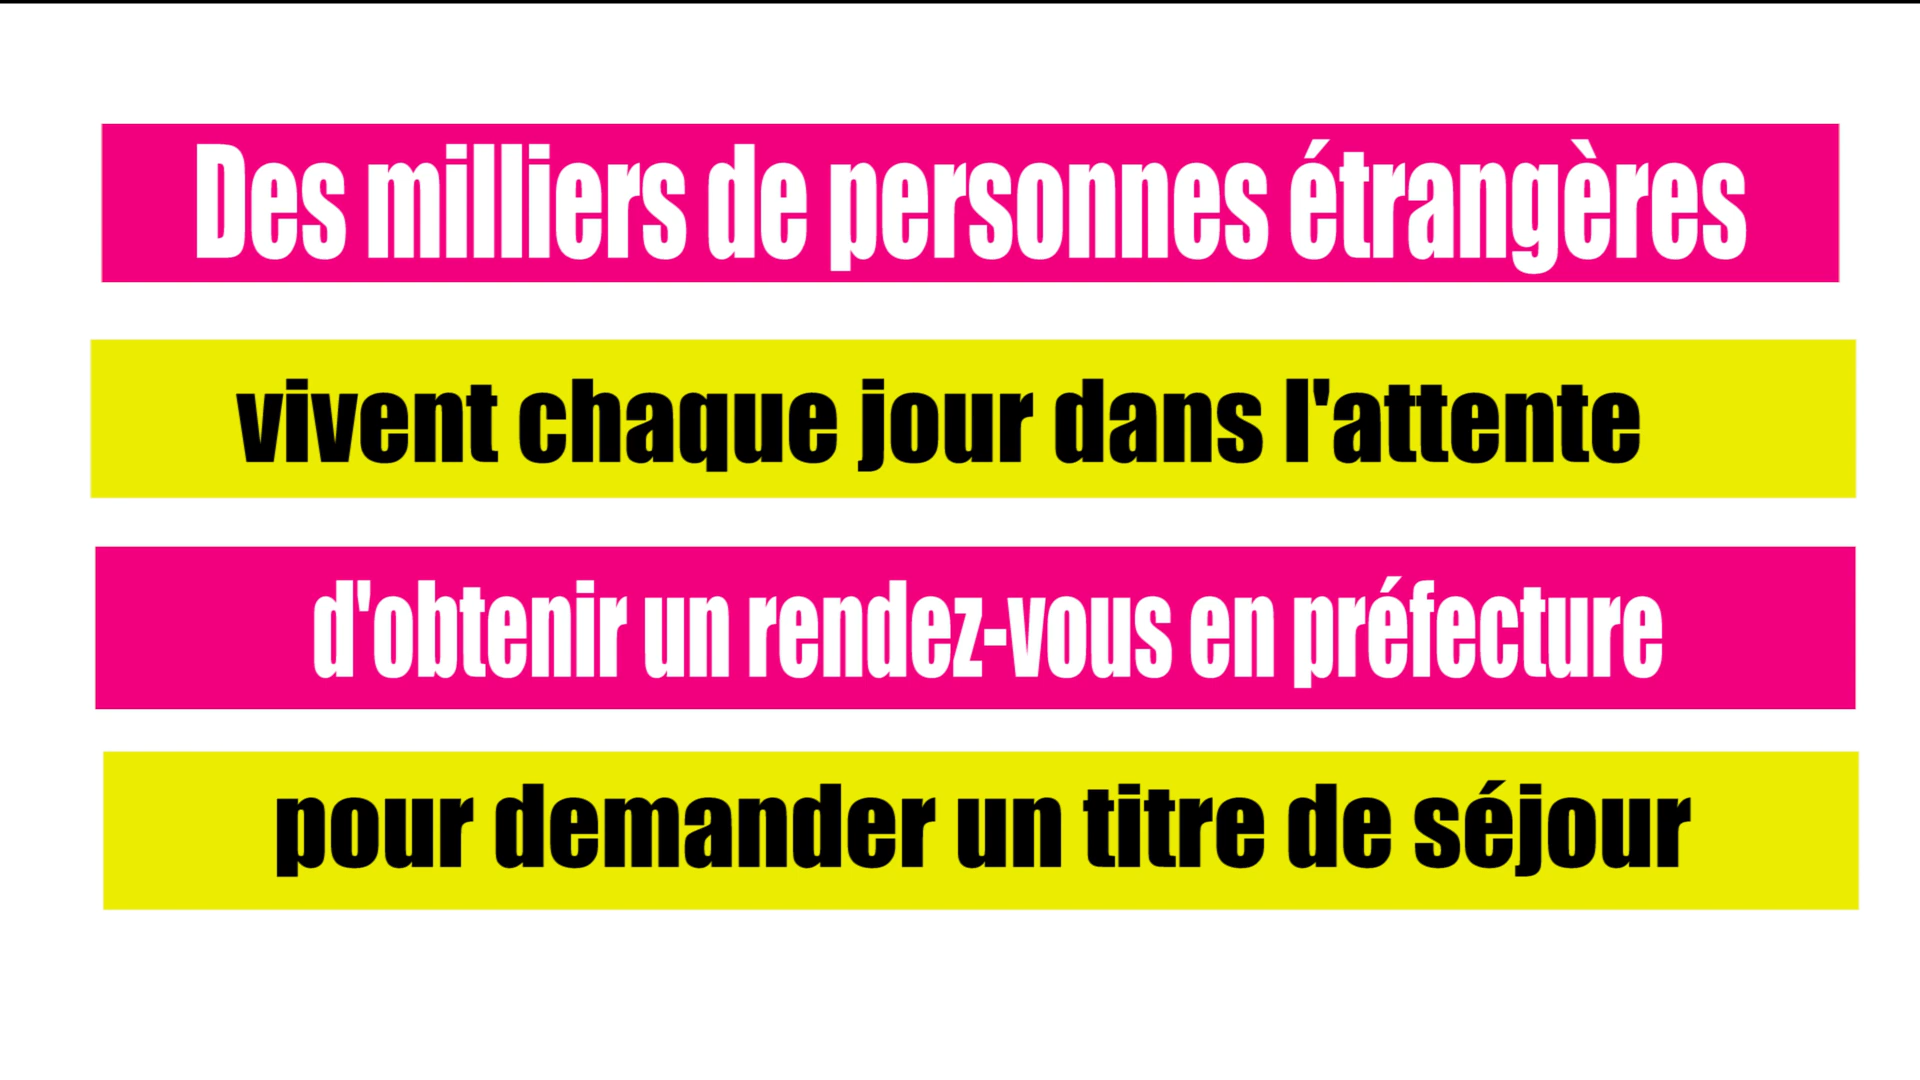 Des milliers de personnes étrangères
vivent chaque jour dans l'attente
d'obtenir un rendez-vous en préfecture
pour demander un titre de séjour